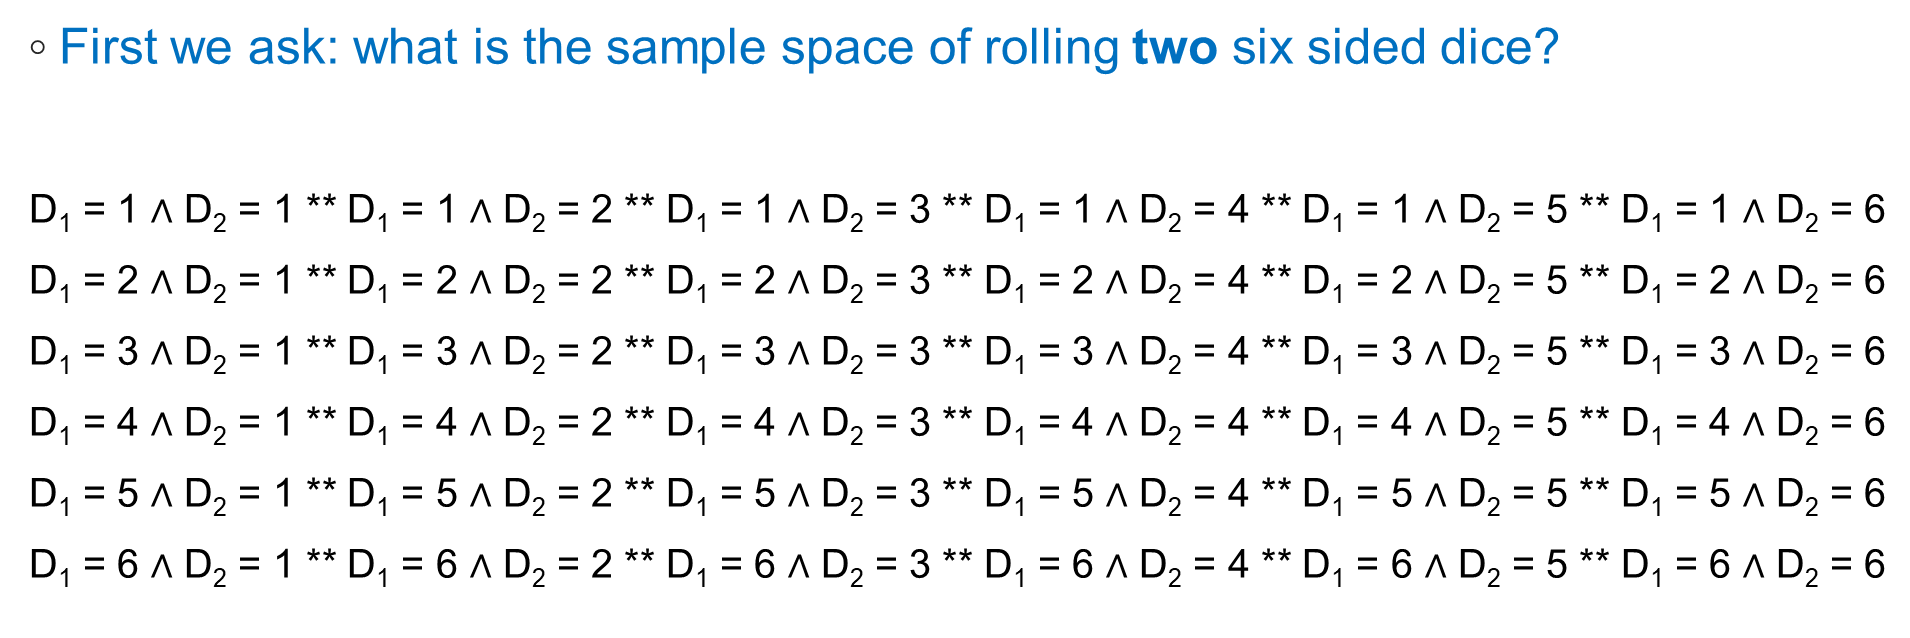 ◦ First we ask: what is the sample space of rolling two six sided dice?
D₁ = 1 ∧ D₂ = 1 ** D₁ = 1 ∧ D₂ = 2 ** D₁ = 1 ∧ D₂ = 3 ** D₁ = 1 ∧ D₂ = 4 ** D₁ = 1 ∧ D₂ = 5 ** D₁ = 1 ∧ D₂ = 6
D₁ = 2 ∧ D₂ = 1 ** D₁ = 2 ∧ D₂ = 2 ** D₁ = 2 ∧ D₂ = 3 ** D₁ = 2 ∧ D₂ = 4 ** D₁ = 2 ∧ D₂ = 5 ** D₁ = 2 ∧ D₂ = 6
D₁ = 3 ∧ D₂ = 1 ** D₁ = 3 ∧ D₂ = 2 ** D₁ = 3 ∧ D₂ = 3 ** D₁ = 3 ∧ D₂ = 4 ** D₁ = 3 ∧ D₂ = 5 ** D₁ = 3 ∧ D₂ = 6
D₁ = 4 ∧ D₂ = 1 ** D₁ = 4 ∧ D₂ = 2 ** D₁ = 4 ∧ D₂ = 3 ** D₁ = 4 ∧ D₂ = 4 ** D₁ = 4 ∧ D₂ = 5 ** D₁ = 4 ∧ D₂ = 6
D₁ = 5 ∧ D₂ = 1 ** D₁ = 5 ∧ D₂ = 2 ** D₁ = 5 ∧ D₂ = 3 ** D₁ = 5 ∧ D₂ = 4 ** D₁ = 5 ∧ D₂ = 5 ** D₁ = 5 ∧ D₂ = 6
D₁ = 6 ∧ D₂ = 1 ** D₁ = 6 ∧ D₂ = 2 ** D₁ = 6 ∧ D₂ = 3 ** D₁ = 6 ∧ D₂ = 4 ** D₁ = 6 ∧ D₂ = 5 ** D₁ = 6 ∧ D₂ = 6